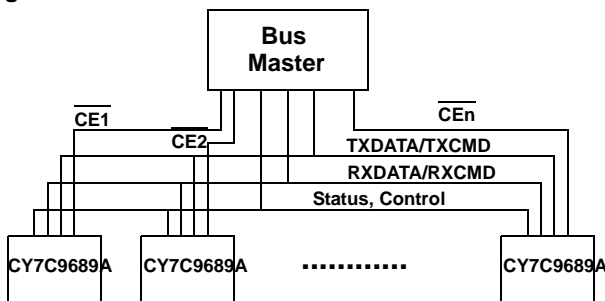 Bus
Master
CE1
CE2
CEn
TXDATA/TXCMD
RXDATA/RXCMD
Status, Control
CY7C9689A
CY7C9689A
............
CY7C9689A